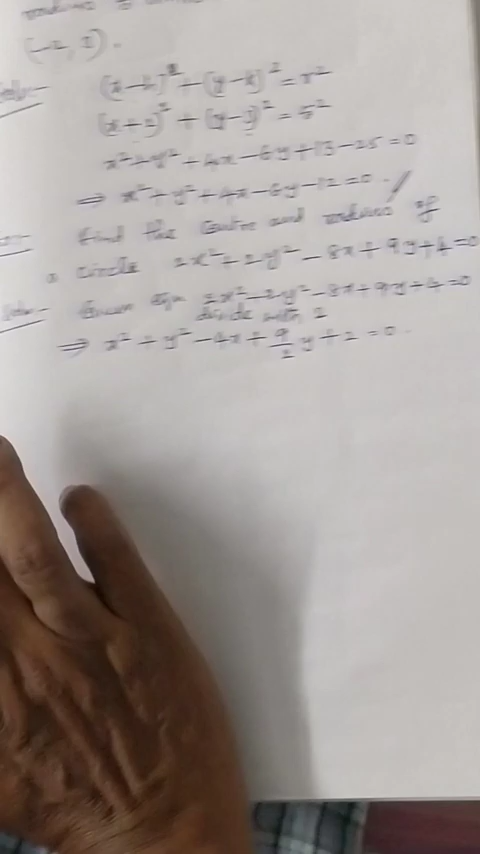 (-2, 3).
Soln:- (x-h)² + (y-k)² = r²
(x+2)² + (y-3)² = 5²
x²+y²+4x-6y+13-25=0
⇒ x²+y²+4x-6y-12=0.
Find the Centre and radius of
a circle 2x²+2y²-8x+9y+4=0
Soln:- Given eqn 2x²-2y²-8x+9y+4=0
divide with 2
⇒ x²+y²-4x+9/2 y+2=0.